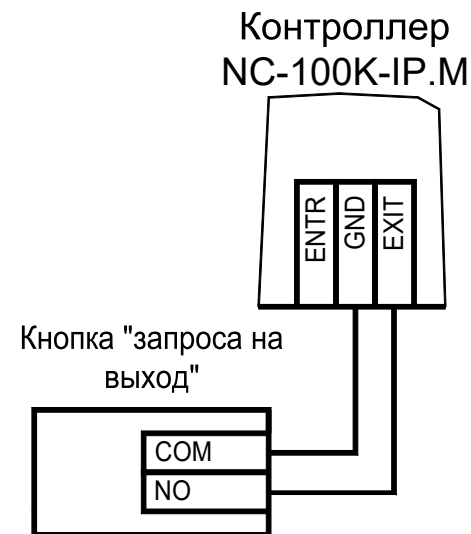 Контроллер
NC-100K-IP.M
ENTR
GND
EXIT
Кнопка "запроса на
выход"
COM
NO